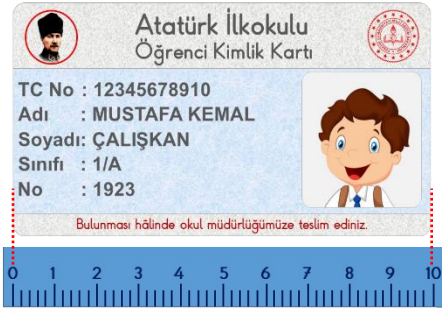 Atatürk İlkokulu
Öğrenci Kimlik Kartı
TC No : 12345678910
Adı : MUSTAFA KEMAL
Soyadı: ÇALIŞKAN
Sınıfı : 1/A
No : 1923
Bulunması hâlinde okul müdürlüğümüze teslim ediniz.
0 1 2 3 4 5 6 7 8 9 10